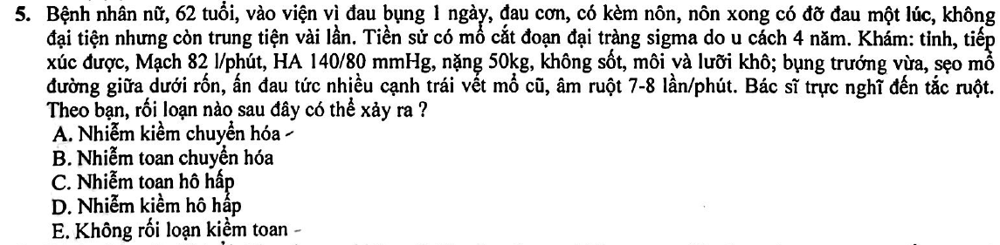 5. Bệnh nhân nữ, 62 tuổi, vào viện vì đau bụng 1 ngày, đau cơn, có kèm nôn, nôn xong có đỡ đau một lúc, không
đại tiện nhưng còn trung tiện vài lần. Tiền sử có mổ cắt đoạn đại tràng sigma do u cách 4 năm. Khám: tỉnh, tiếp
xúc được, Mạch 82 l/phút, HA 140/80 mmHg, nặng 50kg, không sốt, môi và lưỡi khô; bụng trướng vừa, sẹo mổ
đường giữa dưới rốn, ấn đau tức nhiều cạnh trái vết mổ cũ, âm ruột 7-8 lần/phút. Bác sĩ trực nghĩ đến tắc ruột.
Theo bạn, rối loạn nào sau đây có thể xảy ra ?
A. Nhiễm kiềm chuyển hóa -
B. Nhiễm toan chuyển hóa
C. Nhiễm toan hô hấp
D. Nhiễm kiềm hô hấp
E. Không rối loạn kiềm toan -